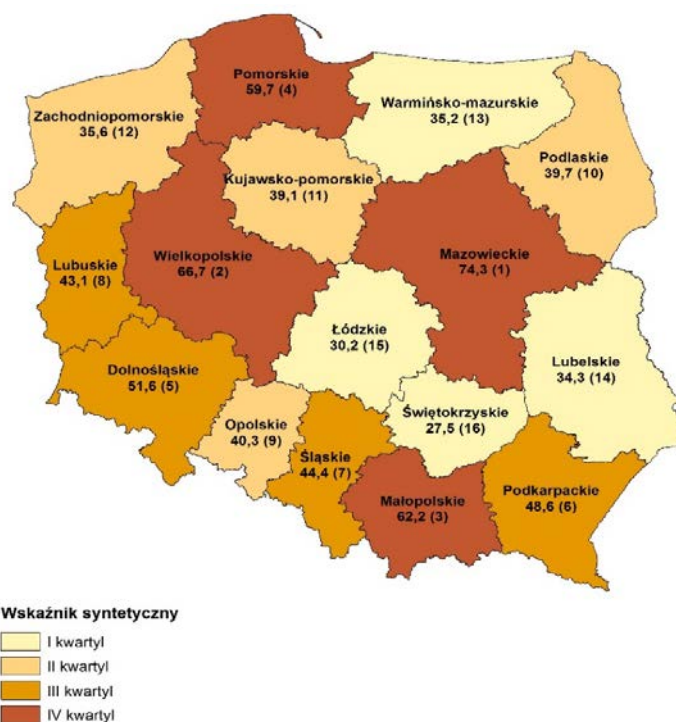 Pomorskie
59,7 (4)
Warmińsko-mazurskie
35,2 (13)
Zachodniopomorskie
35,6 (12)
Podlaskie
39,7 (10)
Kujawsko-pomorskie
39,1 (11)
Wielkopolskie
66,7 (2)
Mazowieckie
74,3 (1)
Lubuskie
43,1 (8)
Łódzkie
30,2 (15)
Lubelskie
34,3 (14)
Dolnośląskie
51,6 (5)
Opolskie
40,3 (9)
Świętokrzyskie
27,5 (16)
Śląskie
44,4 (7)
Małopolskie
62,2 (3)
Podkarpackie
48,6 (6)
Wskaźnik syntetyczny
I kwartyl
II kwartyl
III kwartyl
IV kwartyl